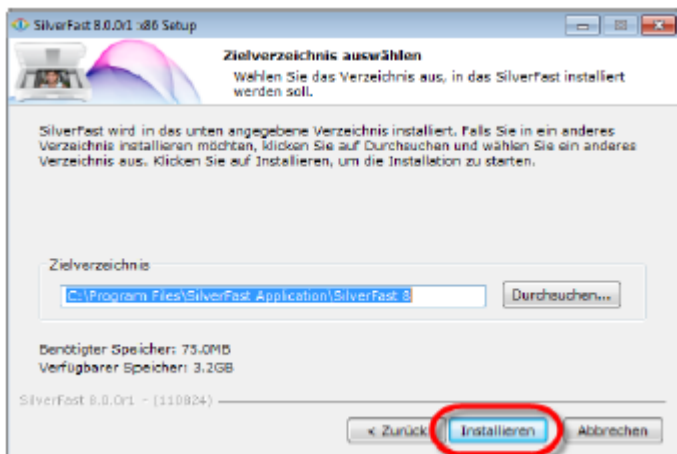 SilverFast 8.0.0r1 x86 Setup
Zielverzeichnis auswählen
Wählen Sie das Verzeichnis aus, in das SilverFast installiert
werden soll.
SilverFast wird in das unten angegebene Verzeichnis installiert. Falls Sie in ein anderes
Verzeichnis installieren möchten, klicken Sie auf Durchsuchen und wählen Sie ein anderes
Verzeichnis aus. Klicken Sie auf Installieren, um die Installation zu starten.
Zielverzeichnis
C:\Program Files\SilverFast Application\SilverFast 8
Durchsuchen...
Benötigter Speicher: 75.0MB
Verfügbarer Speicher: 3.2GB
SilverFast 8.0.0r1 - (110824)
< Zurück
Installieren
Abbrechen